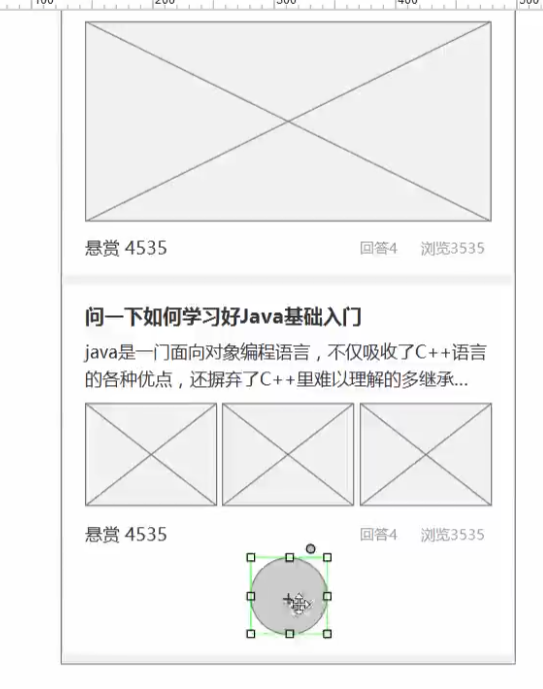 100 200 300 400 500
悬赏 4535 回答4 浏览3535
问一下如何学习好Java基础入门
java是一门面向对象编程语言，不仅吸收了C++语言
的各种优点，还摒弃了C++里难以理解的多继承...
悬赏 4535 回答4 浏览3535